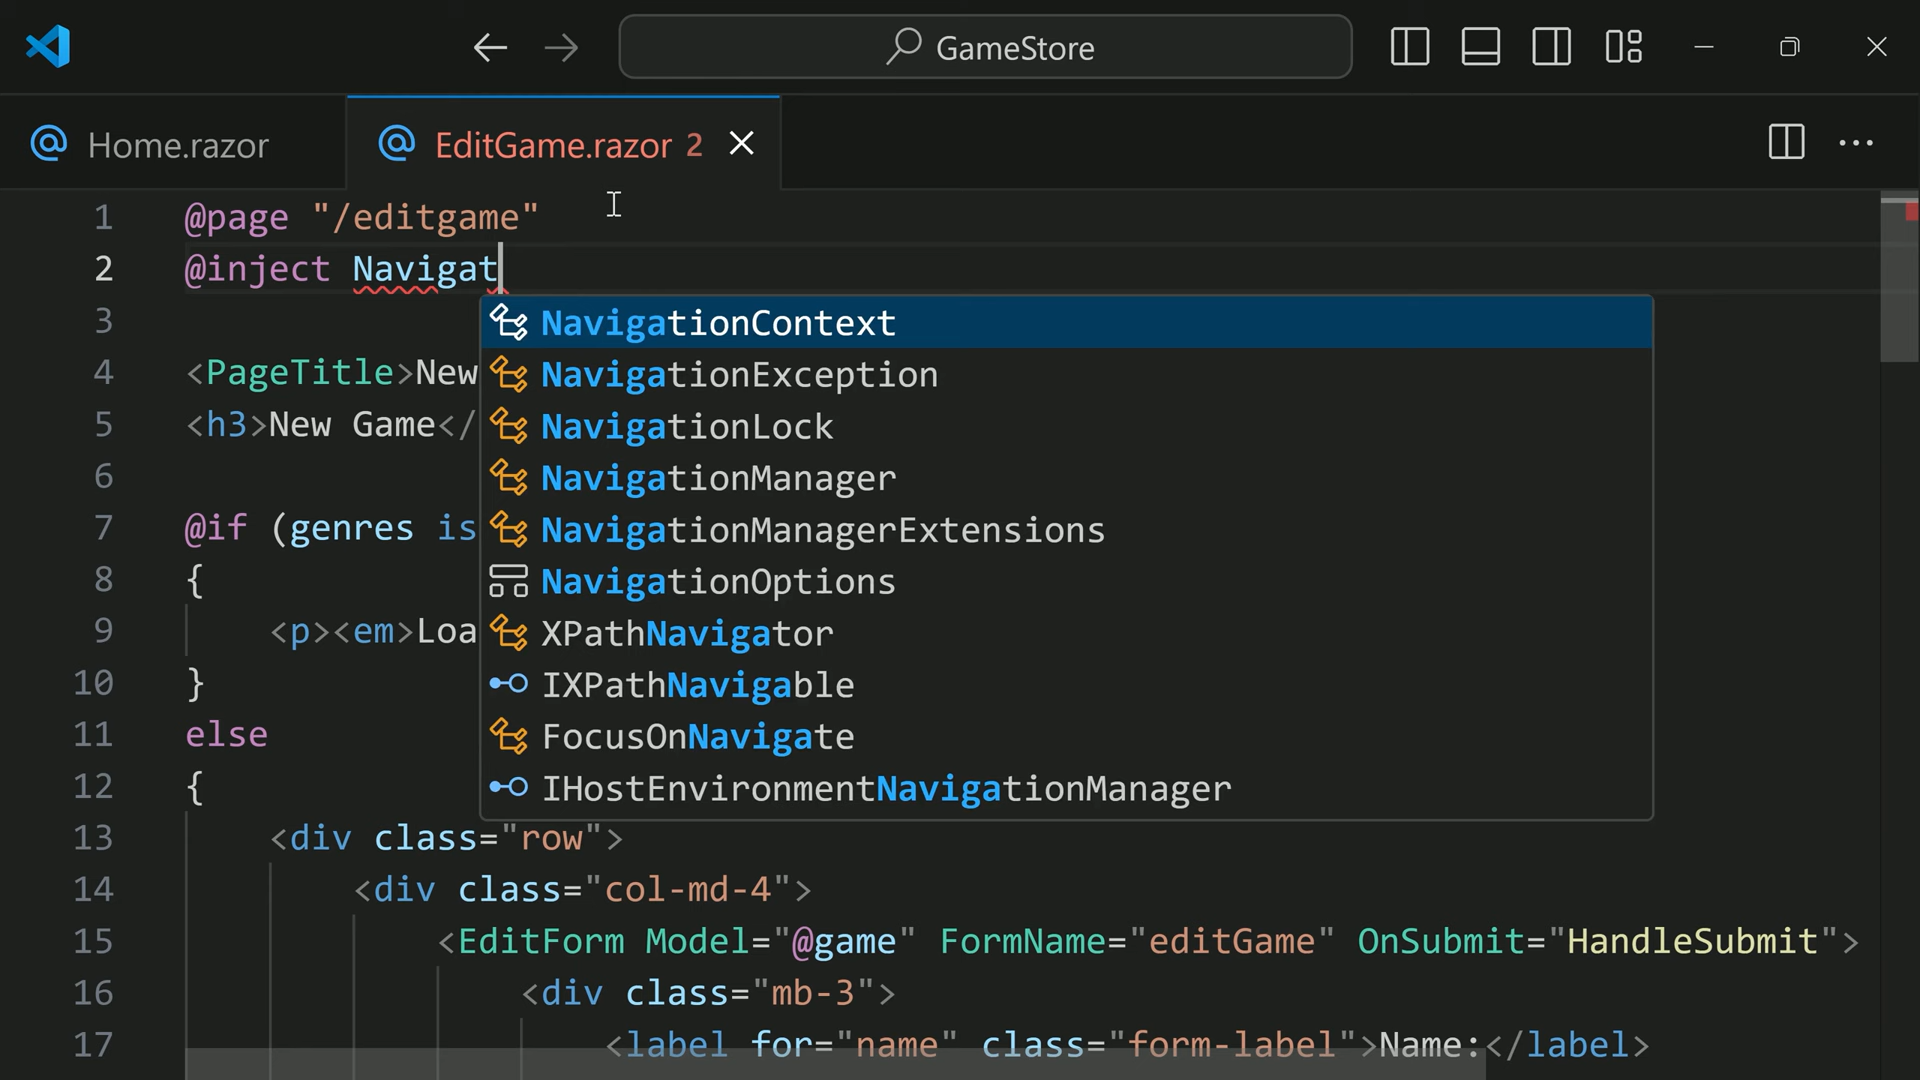 GameStore
Home.razor
EditGame.razor 2
1 @page "/editgame"
2 @inject Navigat
3
4 <PageTitle>New
5 <h3>New Game</
6
7 @if (genres is
8 {
9 <p><em>Loa
10 }
11 else
12 {
NavigationContext
NavigationException
NavigationLock
NavigationManager
NavigationManagerExtensions
NavigationOptions
XPathNavigator
IXPathNavigable
FocusOnNavigate
IHostEnvironmentNavigationManager
13 <div class="row">
14 <div class="col-md-4">
15 <EditForm Model="@game" FormName="editGame" OnSubmit="HandleSubmit">
16 <div class="mb-3">
17 <label for="name" class="form-label">Name:</label>